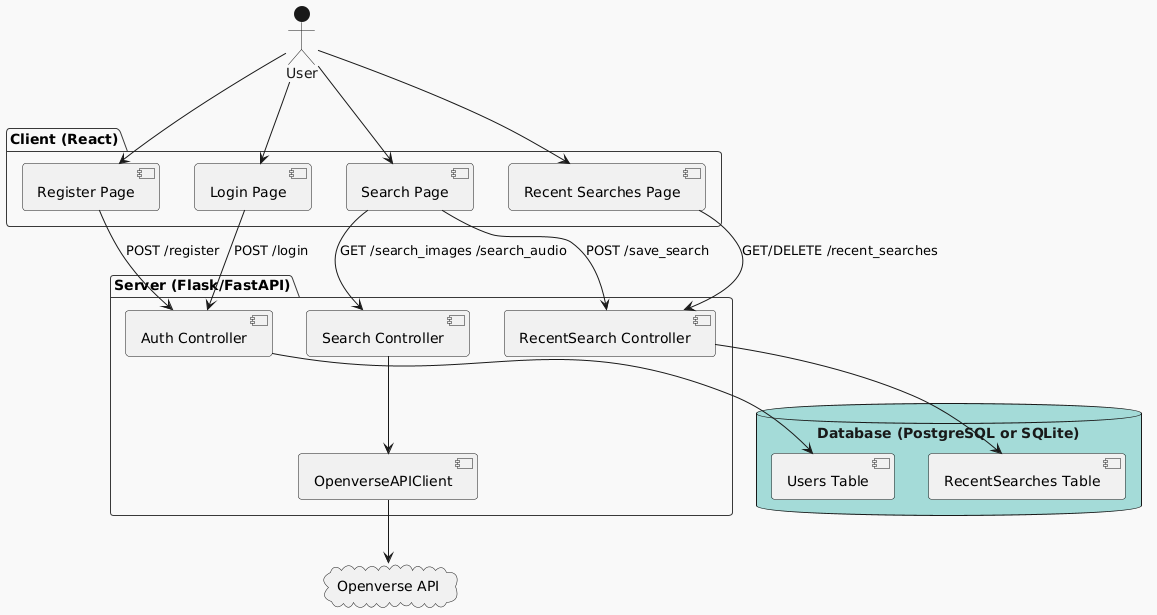 User
Client (React)
Register Page
Login Page
Search Page
Recent Searches Page
POST /register
POST /login
GET /search_images /search_audio
POST /save_search
GET/DELETE /recent_searches
Server (Flask/FastAPI)
Auth Controller
Search Controller
RecentSearch Controller
Database (PostgreSQL or SQLite)
OpenverseAPIClient
Users Table
RecentSearches Table
Openverse API